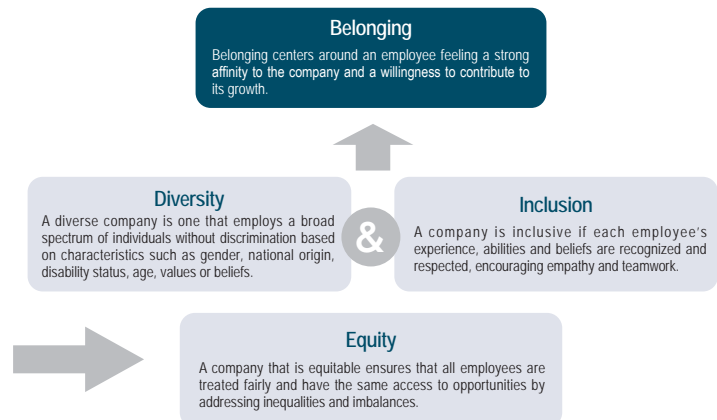 Belonging
Belonging centers around an employee feeling a strong
affinity to the company and a willingness to contribute to
its growth.
Diversity
A diverse company is one that employs a broad
spectrum of individuals without discrimination based
on characteristics such as gender, national origin,
disability status, age, values or beliefs.
&
Inclusion
A company is inclusive if each employee's
experience, abilities and beliefs are recognized and
respected, encouraging empathy and teamwork.
Equity
A company that is equitable ensures that all employees are
treated fairly and have the same access to opportunities by
addressing inequalities and imbalances.